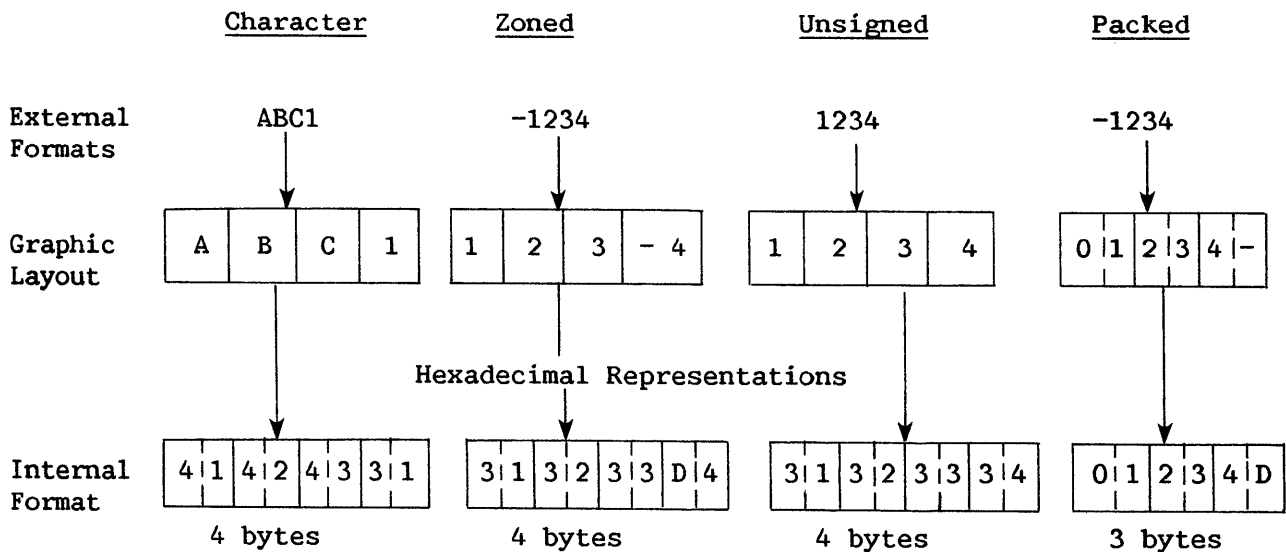 Character Zoned Unsigned Packed
External Formats ABC1 -1234 1234 -1234
Graphic Layout A B C 1 1 2 3 - 4 1 2 3 4 0 1 2 3 4 -
Hexadecimal Representations
Internal Format 4 1 4 2 4 3 3 1 3 1 3 2 3 3 D 4 3 1 3 2 3 3 3 4 0 1 2 3 4 D
4 bytes 4 bytes 4 bytes 3 bytes